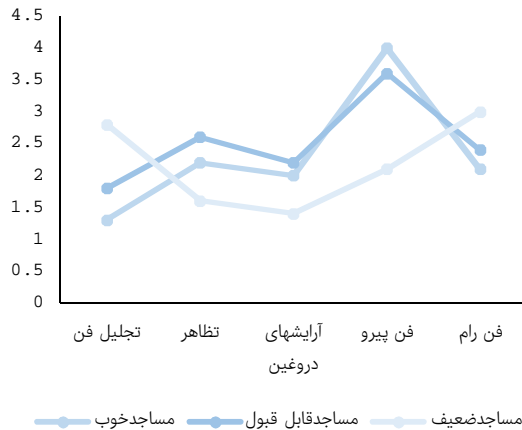 4.5
4
3.5
3
2.5
2
1.5
1
0.5
0
تجلیل فن
تظاهر
آرایشهای
دروغین
فن پیرو
فن رام
مساجدخوب
مساجدقابل قبول
مساجدضعیف